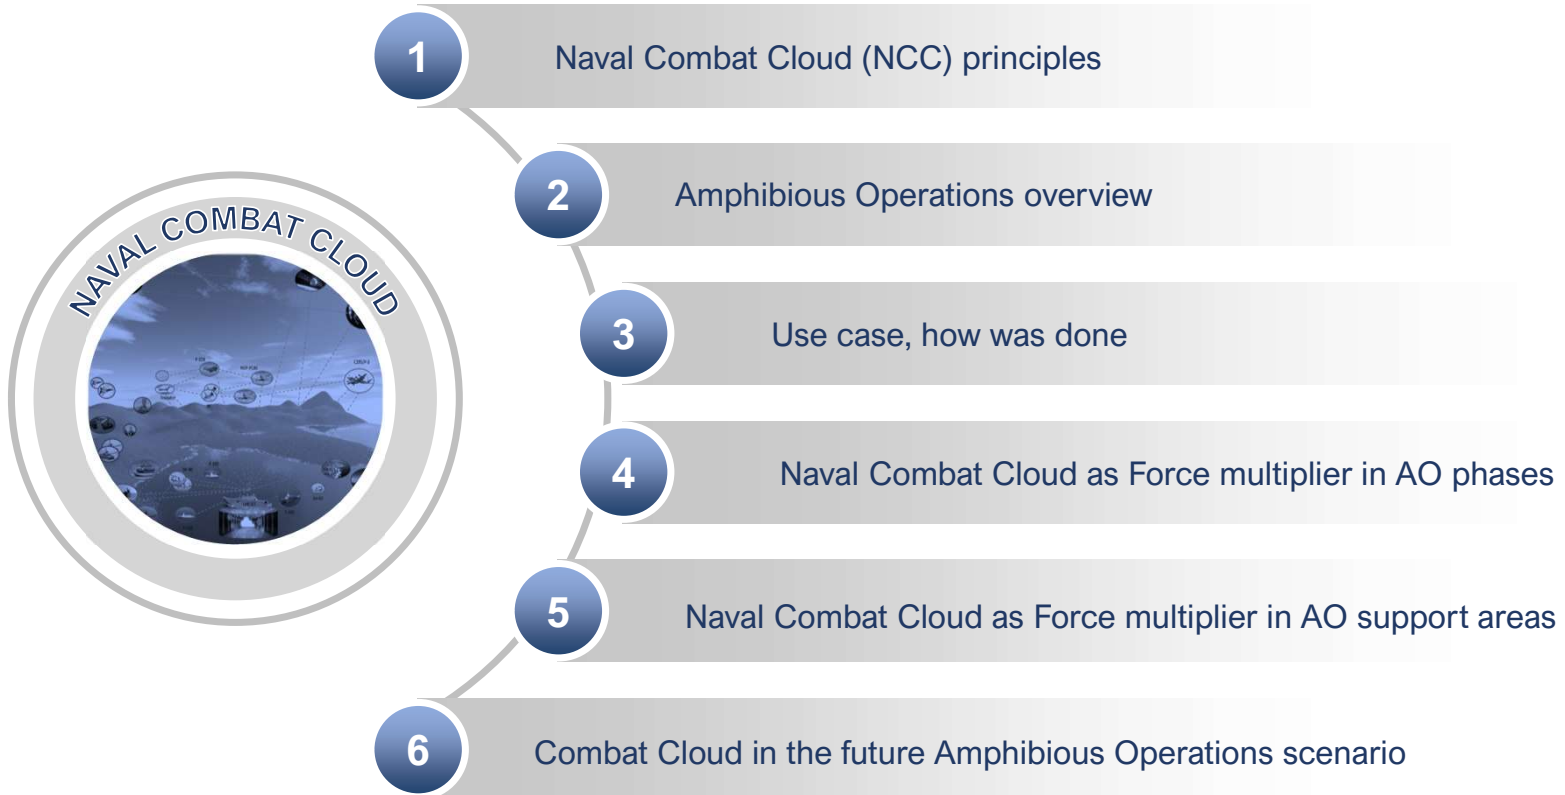 1
Naval Combat Cloud (NCC) principles
2
Amphibious Operations overview
NAVAL COMBAT CLOUD
3
Use case, how was done
4
Naval Combat Cloud as Force multiplier in AO phases
5
Naval Combat Cloud as Force multiplier in AO support areas
6
Combat Cloud in the future Amphibious Operations scenario